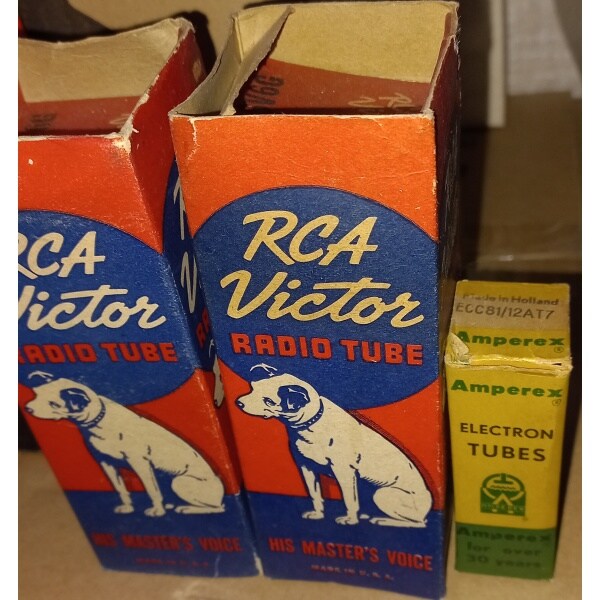 RCA
Victor
RADIO TUBE
HIS MASTER'S VOICE
RCA
Victor
RADIO TUBE
HIS MASTER'S VOICE
MADE IN U. S. A.
Made in Holland
ECC81/12AT7
Amperex
Amperex
ELECTRON
TUBES
Amperex
for over
30 years